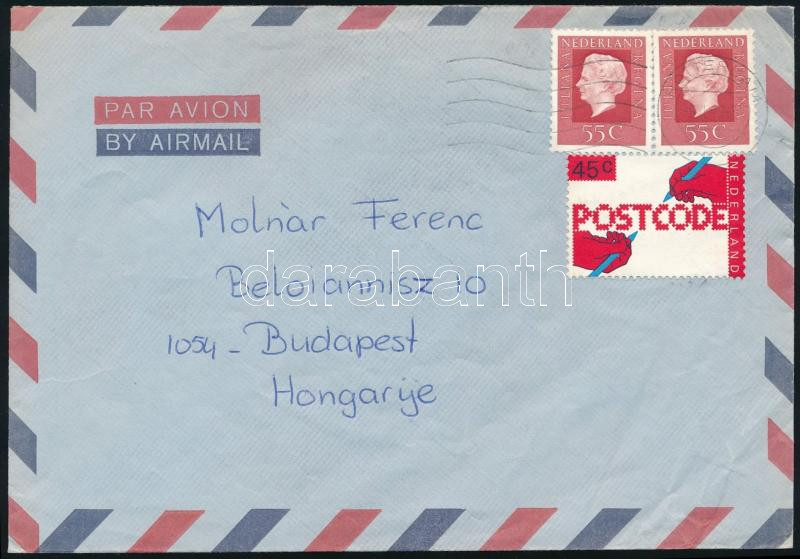 PAR AVION
BY AIRMAIL
NEDERLAND
JULIANA
REGINA
55C
NEDERLAND
JULIANA
REGINA
55C
45c
POSTCODE
NEDERLAND
Molnàr Ferenc
Beloiannisz 10
1054 - Budapest
Hongarije
darabanth